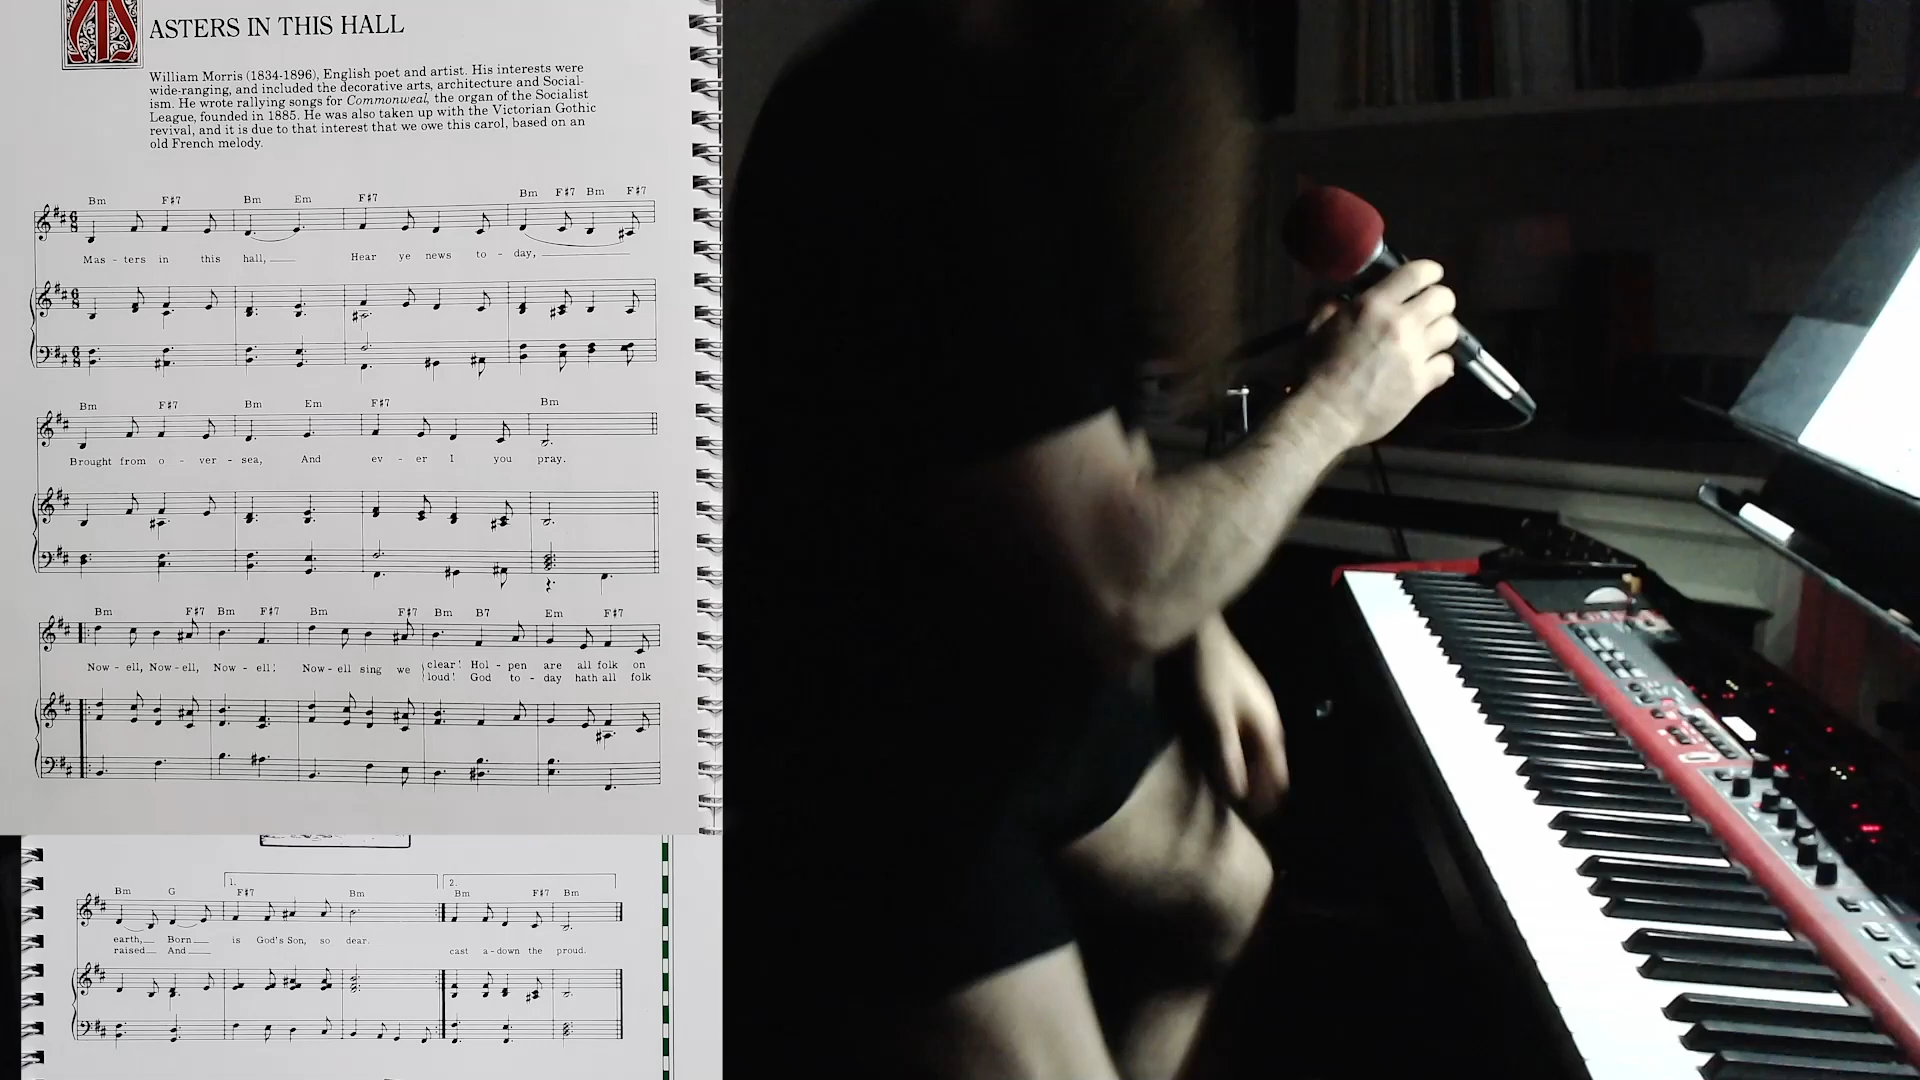 MASTERS IN THIS HALL
William Morris (1834-1896), English poet and artist. His interests were
wide-ranging, and included the decorative arts, architecture and Social-
ism. He wrote rallying songs for Commonweal, the organ of the Socialist
League, founded in 1885. He was also taken up with the Victorian Gothic
revival, and it is due to that interest that we owe this carol, based on an
old French melody.
Bm F♯7 Bm Em F♯7 Bm F♯7 Bm F♯7
6 8
Mas - ters in this hall, Hear ye news to - day,
6 8
6 8
Bm F♯7 Bm Em F♯7 Bm
Brought from o - ver - sea, And ev - er I you pray.
Bm F♯7 Bm F♯7 Bm F♯7 Bm B7 Em F♯7
Now - ell, Now - ell, Now - ell! Now - ell sing we clear! Hol - pen are all folk on
loud! God to - day hath all folk
1. 2.
Bm G F♯7 Bm Bm F♯7 Bm
earth, Born is God's Son, so dear.
raised And cast a - down the proud.